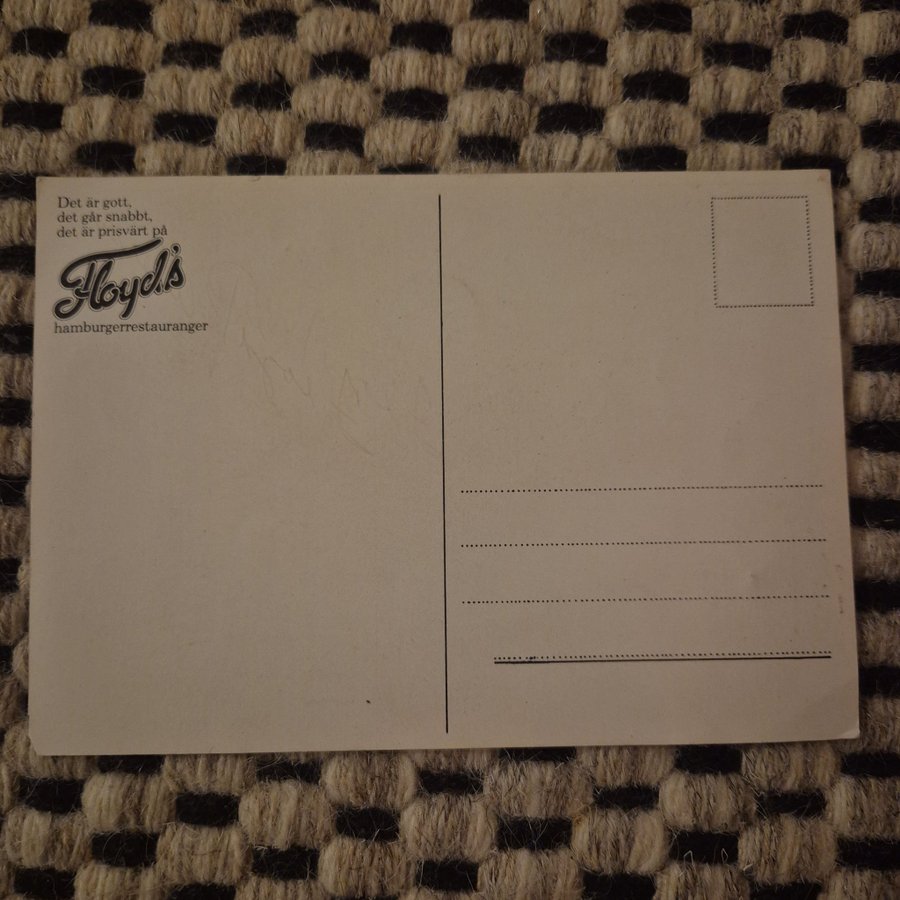 Det är gott,
det går snabbt,
det är prisvärt på
Floyd's
hamburgerrestauranger